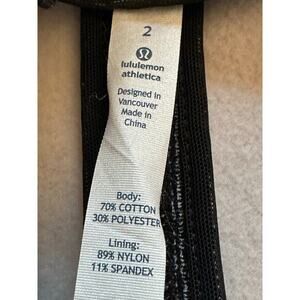 2
lululemon
athletica
Designed in
Vancouver
Made in
China
Body:
70% COTTON
30% POLYESTER
Lining:
89% NYLON
11% SPANDEX